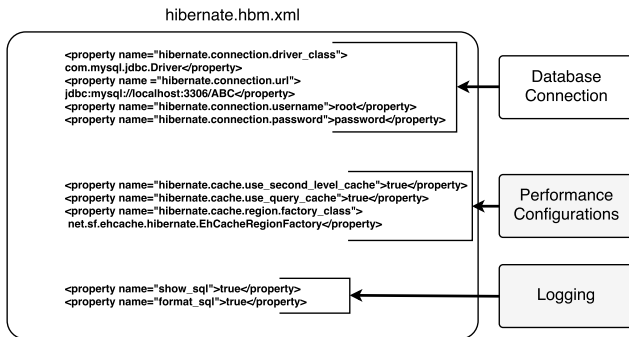 hibernate.hbm.xml
<property name="hibernate.connection.driver_class">
com.mysql.jdbc.Driver</property>
<property name ="hibernate.connection.url">
jdbc:mysql://localhost:3306/ABC</property>
<property name="hibernate.connection.username">root</property>
<property name="hibernate.connection.password">password</property>
Database
Connection
<property name="hibernate.cache.use_second_level_cache">true</property>
<property name="hibernate.cache.use_query_cache">true</property>
<property name="hibernate.cache.region.factory_class">
net.sf.ehcache.hibernate.EhCacheRegionFactory</property>
Performance
Configurations
<property name="show_sql">true</property>
<property name="format_sql">true</property>
Logging